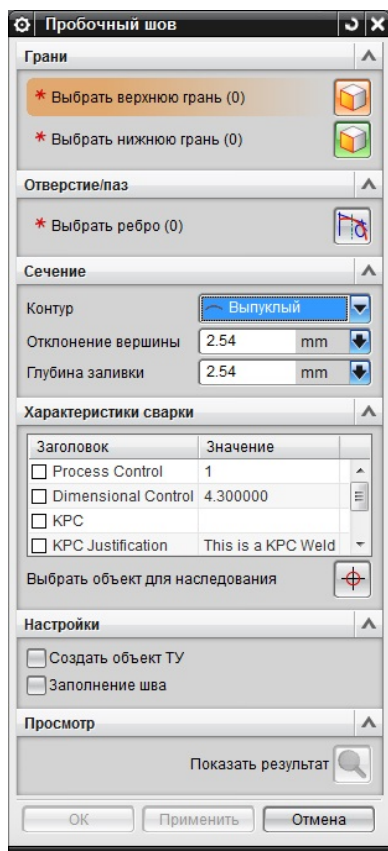 Пробочный шов
Грани
* Выбрать верхнюю грань (0)
* Выбрать нижнюю грань (0)
Отверстие/паз
* Выбрать ребро (0)
Сечение
Контур Выпуклый
Отклонение вершины 2.54 mm
Глубина заливки 2.54 mm
Характеристики сварки
Заголовок Значение
Process Control 1
Dimensional Control 4.300000
KPC
KPC Justification This is a KPC Weld
Выбрать объект для наследования
Настройки
Создать объект ТУ
Заполнение шва
Просмотр
Показать результат
ОК Применить Отмена